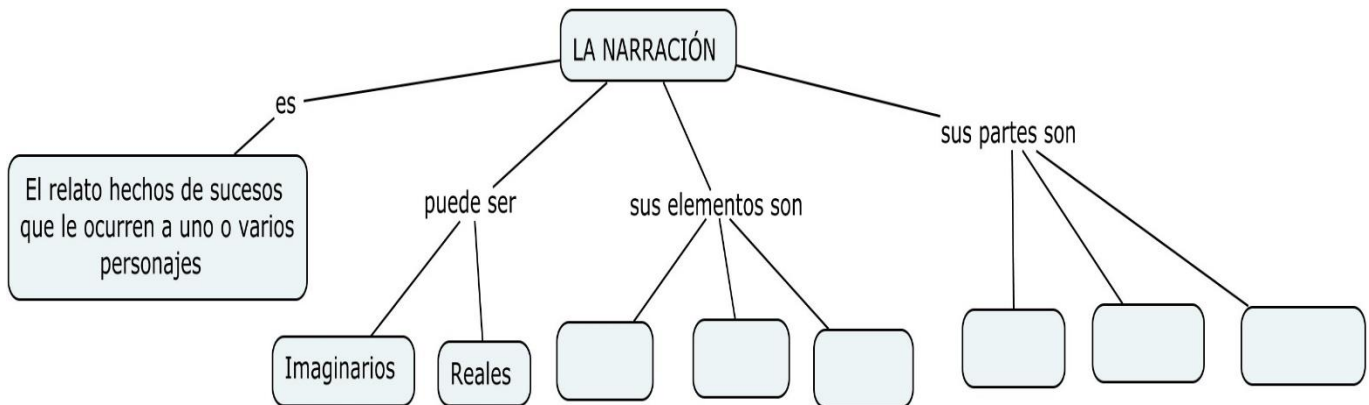 LA NARRACIÓN
es
El relato hechos de sucesos
que le ocurren a uno o varios
personajes
puede ser
Imaginarios
Reales
sus elementos son
sus partes son